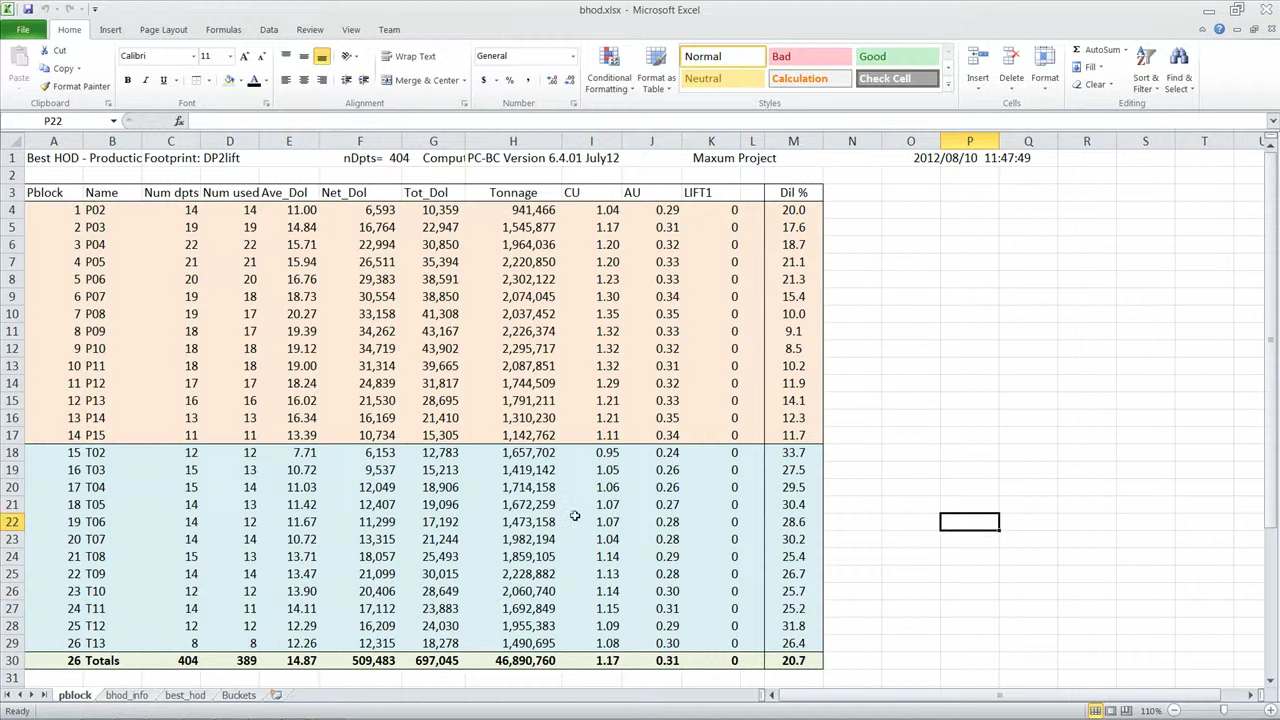 bhod.xlsx - Microsoft Excel
File Home Insert Page Layout Formulas Data Review View Team
Cut Calibri 11 Wrap Text General Normal Bad Good AutoSum
Paste Copy Conditional Formatting Format as Table Insert Delete Format Fill Sort & Filter Find & Select
Format Painter B I U A Merge & Center $ % , Neutral Calculation Check Cell Clear
Clipboard Font Alignment Number Styles Cells Editing
P22 fx
A B C D E F G H I J K L M N O P Q R S T
1 Best HOD - Productic Footprint: DP2lift nDpts= 404 Comput PC-BC Version 6.4.01 July12 Maxum Project 2012/08/10 11:47:49
2
3 Pblock Name Num dpts Num used Ave_Dol Net_Dol Tot_Dol Tonnage CU AU LIFT1 Dil %
4 1 P02 14 14 11.00 6,593 10,359 941,466 1.04 0.29 0 20.0
5 2 P03 19 19 14.84 16,764 22,947 1,545,877 1.17 0.31 0 17.6
6 3 P04 22 22 15.71 22,994 30,850 1,964,036 1.20 0.32 0 18.7
7 4 P05 21 21 15.94 26,511 35,394 2,220,850 1.20 0.33 0 21.1
8 5 P06 20 20 16.76 29,383 38,591 2,302,122 1.23 0.33 0 21.3
9 6 P07 19 18 18.73 30,554 38,850 2,074,045 1.30 0.34 0 15.4
10 7 P08 19 17 20.27 33,158 41,308 2,037,452 1.35 0.35 0 10.0
11 8 P09 18 17 19.39 34,262 43,167 2,226,374 1.32 0.33 0 9.1
12 9 P10 18 18 19.12 34,719 43,902 2,295,717 1.32 0.32 0 8.5
13 10 P11 18 18 19.00 31,314 39,665 2,087,851 1.32 0.31 0 10.2
14 11 P12 17 17 18.24 24,839 31,817 1,744,509 1.29 0.32 0 11.9
15 12 P13 16 16 16.02 21,530 28,695 1,791,211 1.21 0.33 0 14.1
16 13 P14 13 13 16.34 16,169 21,410 1,310,230 1.21 0.35 0 12.3
17 14 P15 11 11 13.39 10,734 15,305 1,142,762 1.11 0.34 0 11.7
18 15 T02 12 12 7.71 6,153 12,783 1,657,702 0.95 0.24 0 33.7
19 16 T03 15 13 10.72 9,537 15,213 1,419,142 1.05 0.26 0 27.5
20 17 T04 15 14 11.03 12,049 18,906 1,714,158 1.06 0.26 0 29.5
21 18 T05 14 13 11.42 12,407 19,096 1,672,259 1.07 0.27 0 30.4
22 19 T06 14 12 11.67 11,299 17,192 1,473,158 1.07 0.28 0 28.6
23 20 T07 14 12 10.72 13,315 21,244 1,982,194 1.04 0.28 0 30.2
24 21 T08 15 13 13.71 18,057 25,493 1,859,105 1.14 0.29 0 25.4
25 22 T09 14 14 13.47 21,099 30,015 2,228,882 1.13 0.28 0 26.7
26 23 T10 12 12 13.90 20,406 28,649 2,060,740 1.14 0.30 0 25.7
27 24 T11 14 11 14.11 17,112 23,883 1,692,849 1.15 0.31 0 25.2
28 25 T12 12 12 12.29 16,209 24,030 1,955,383 1.09 0.29 0 31.8
29 26 T13 8 8 12.26 12,315 18,278 1,490,695 1.08 0.30 0 26.4
30 26 Totals 404 389 14.87 509,483 697,045 46,890,760 1.17 0.31 0 20.7
31
pblock bhod_info best_hod Buckets
Ready 110%